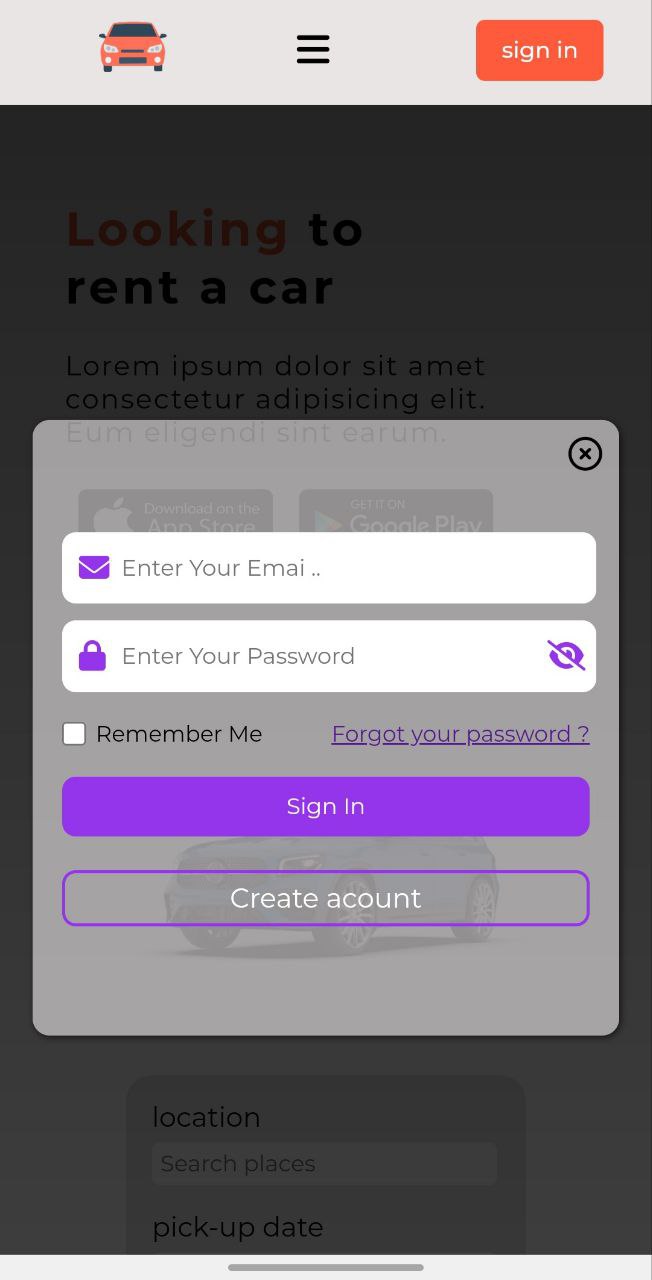 sign in
Looking to
rent a car
Lorem ipsum dolor sit amet
consectetur adipisicing elit.
Eum eligendi sint earum.
Download on the
App Store
GET IT ON
Google Play
Enter Your Emai ..
Enter Your Password
Remember Me
Forgot your password ?
Sign In
Create acount
location
Search places
pick-up date